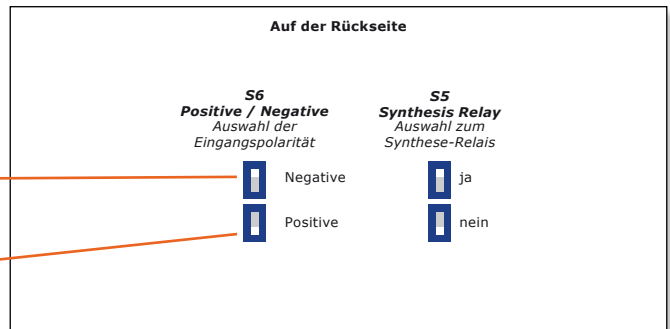 Auf der Rückseite
S6
Positive / Negative
Auswahl der
Eingangspolarität
Negative
Positive
S5
Synthesis Relay
Auswahl zum
Synthese-Relais
ja
nein